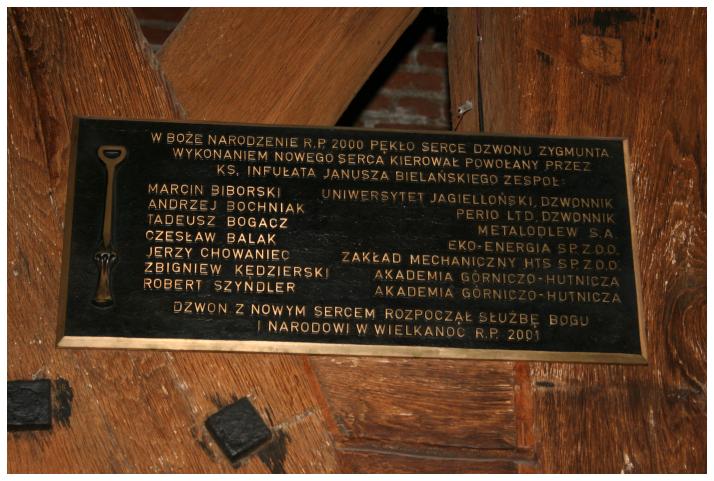 W BOŻE NARODZENIE R.P. 2000 PĘKŁO SERCE DZWONU ZYGMUNTA.
WYKONANIEM NOWEGO SERCA KIEROWAŁ POWOŁANY PRZEZ
KS. INFUŁATA JANUSZA BIELAŃSKIEGO ZESPÓŁ:
MARCIN BIBORSKI UNIWERSYTET JAGIELLOŃSKI, DZWONNIK
ANDRZEJ BOCHNIAK PERIO LTD, DZWONNIK
TADEUSZ BOGACZ METALODLEW S.A.
CZESŁAW BALAK EKO-ENERGIA SP.Z.O.O.
JERZY CHOWANIEC ZAKŁAD MECHANICZNY HTS SP.Z.O.O.
ZBIGNIEW KĘDZIERSKI AKADEMIA GÓRNICZO-HUTNICZA
ROBERT SZYNDLER AKADEMIA GÓRNICZO-HUTNICZA
DZWON Z NOWYM SERCEM ROZPOCZĄŁ SŁUŻBĘ BOGU
I NARODOWI W WIELKANOC R.P. 2001